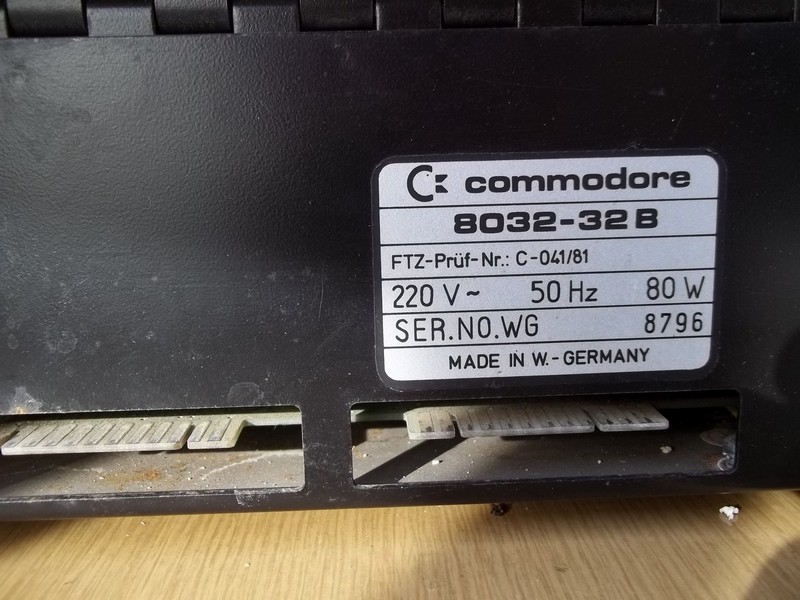 commodore
8032-32 B
FTZ-Prüf-Nr.: C-041/81
220 V~ 50 Hz 80 W
SER.NO.WG 8796
MADE IN W.-GERMANY